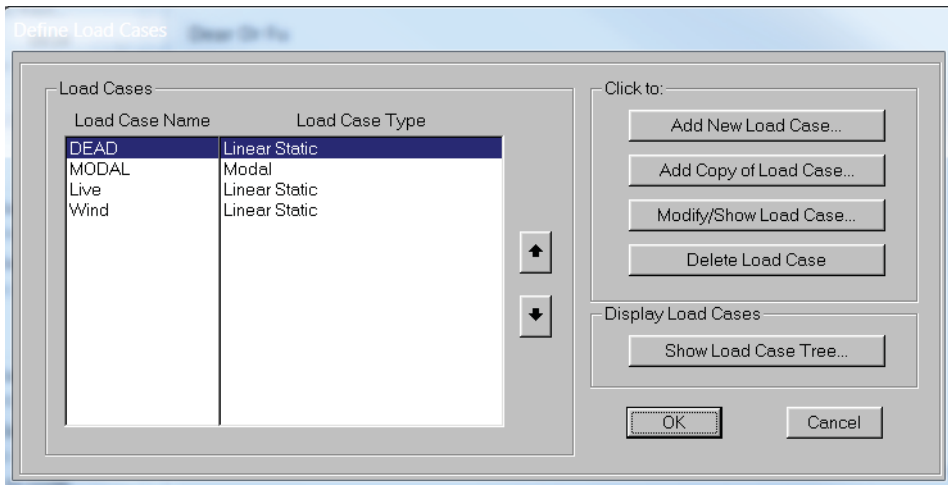 Define Load Cases
Load Cases
Load Case Name Load Case Type
DEAD Linear Static
MODAL Modal
Live Linear Static
Wind Linear Static
Click to:
Add New Load Case...
Add Copy of Load Case...
Modify/Show Load Case...
Delete Load Case
Display Load Cases
Show Load Case Tree...
OK
Cancel